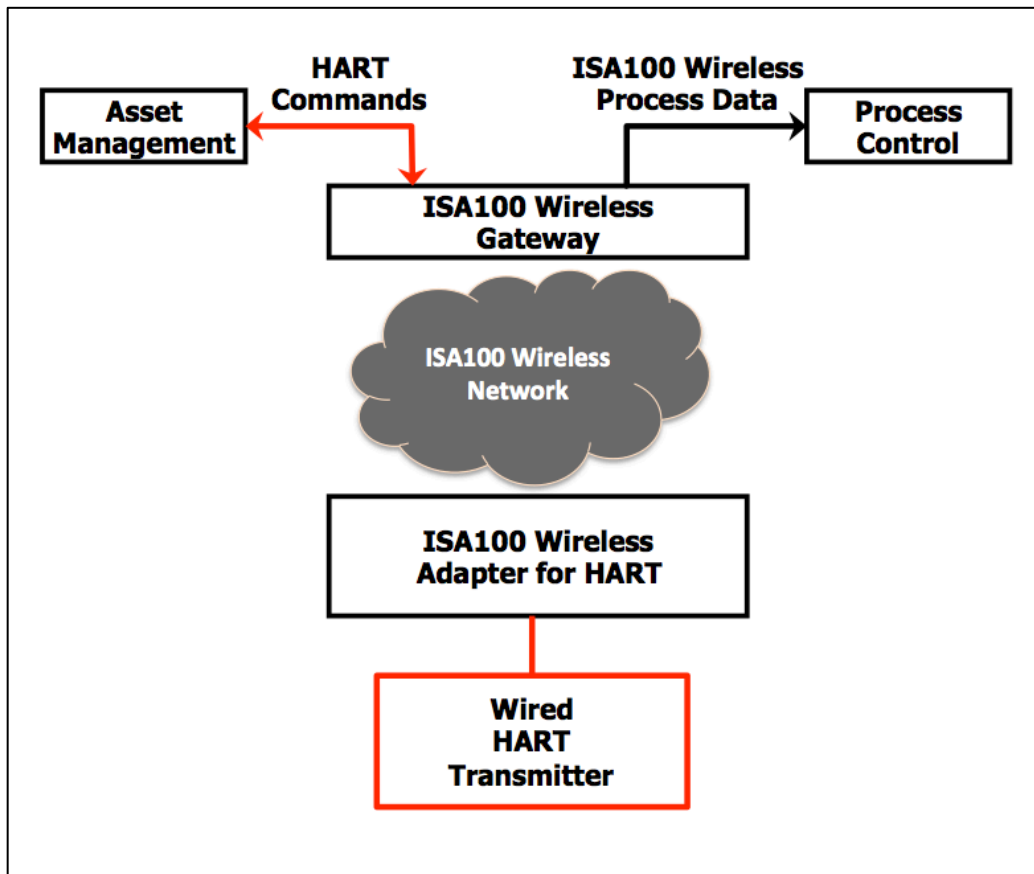 HART
Commands
ISA100 Wireless
Process Data
Asset
Management
Process
Control
ISA100 Wireless
Gateway
ISA100 Wireless
Network
ISA100 Wireless
Adapter for HART
Wired
HART
Transmitter